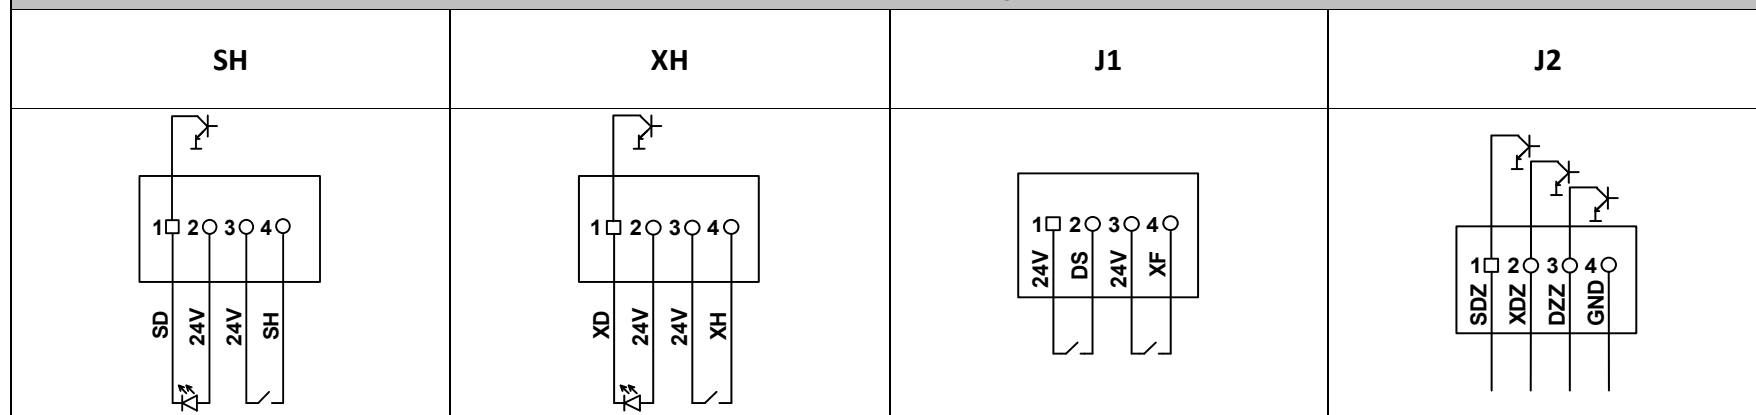 SH XH J1 J2
1 2 3 4
SD 24V 24V SH
1 2 3 4
XD 24V 24V XH
1 2 3 4
24V DS 24V XF
1 2 3 4
SDZ XDZ DZZ GND